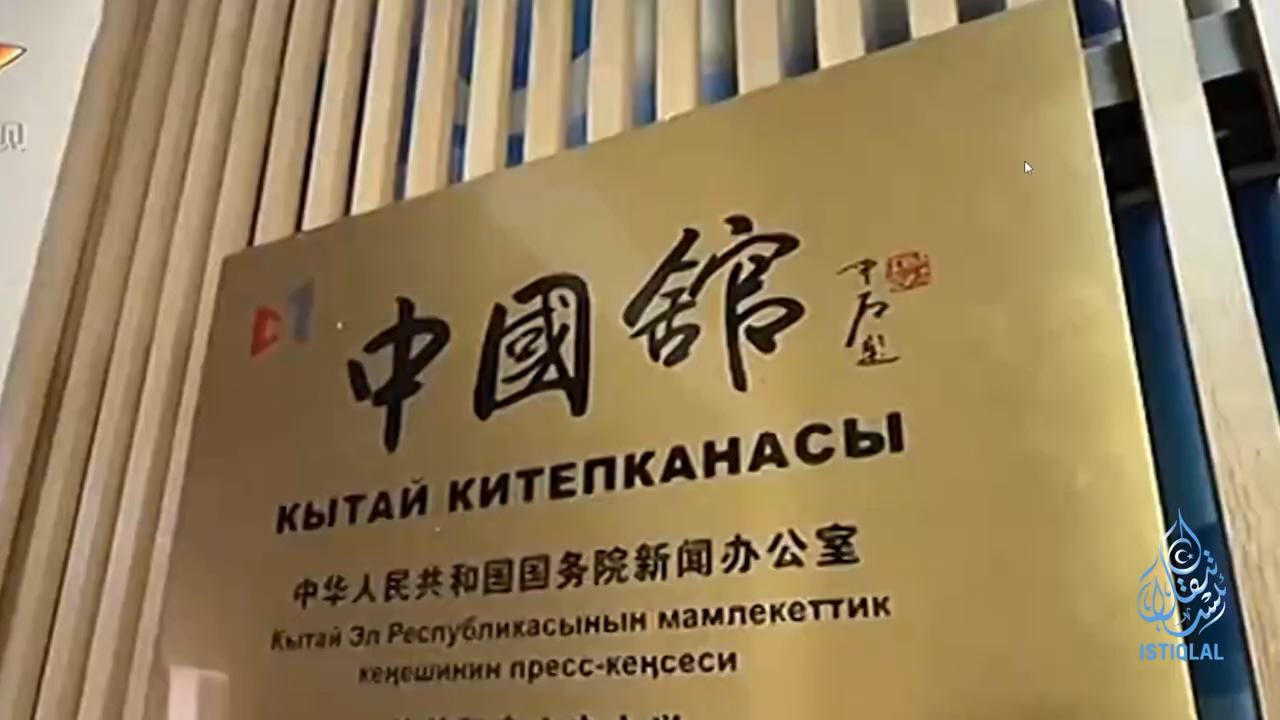 中國館
КЫТАЙ КИТЕПКАНАСЫ
中华人民共和国国务院新闻办公室
Кытай Эл Республикасынын мамлекеттик
кеңешинин пресс-кеңсеси
ISTIQLAL